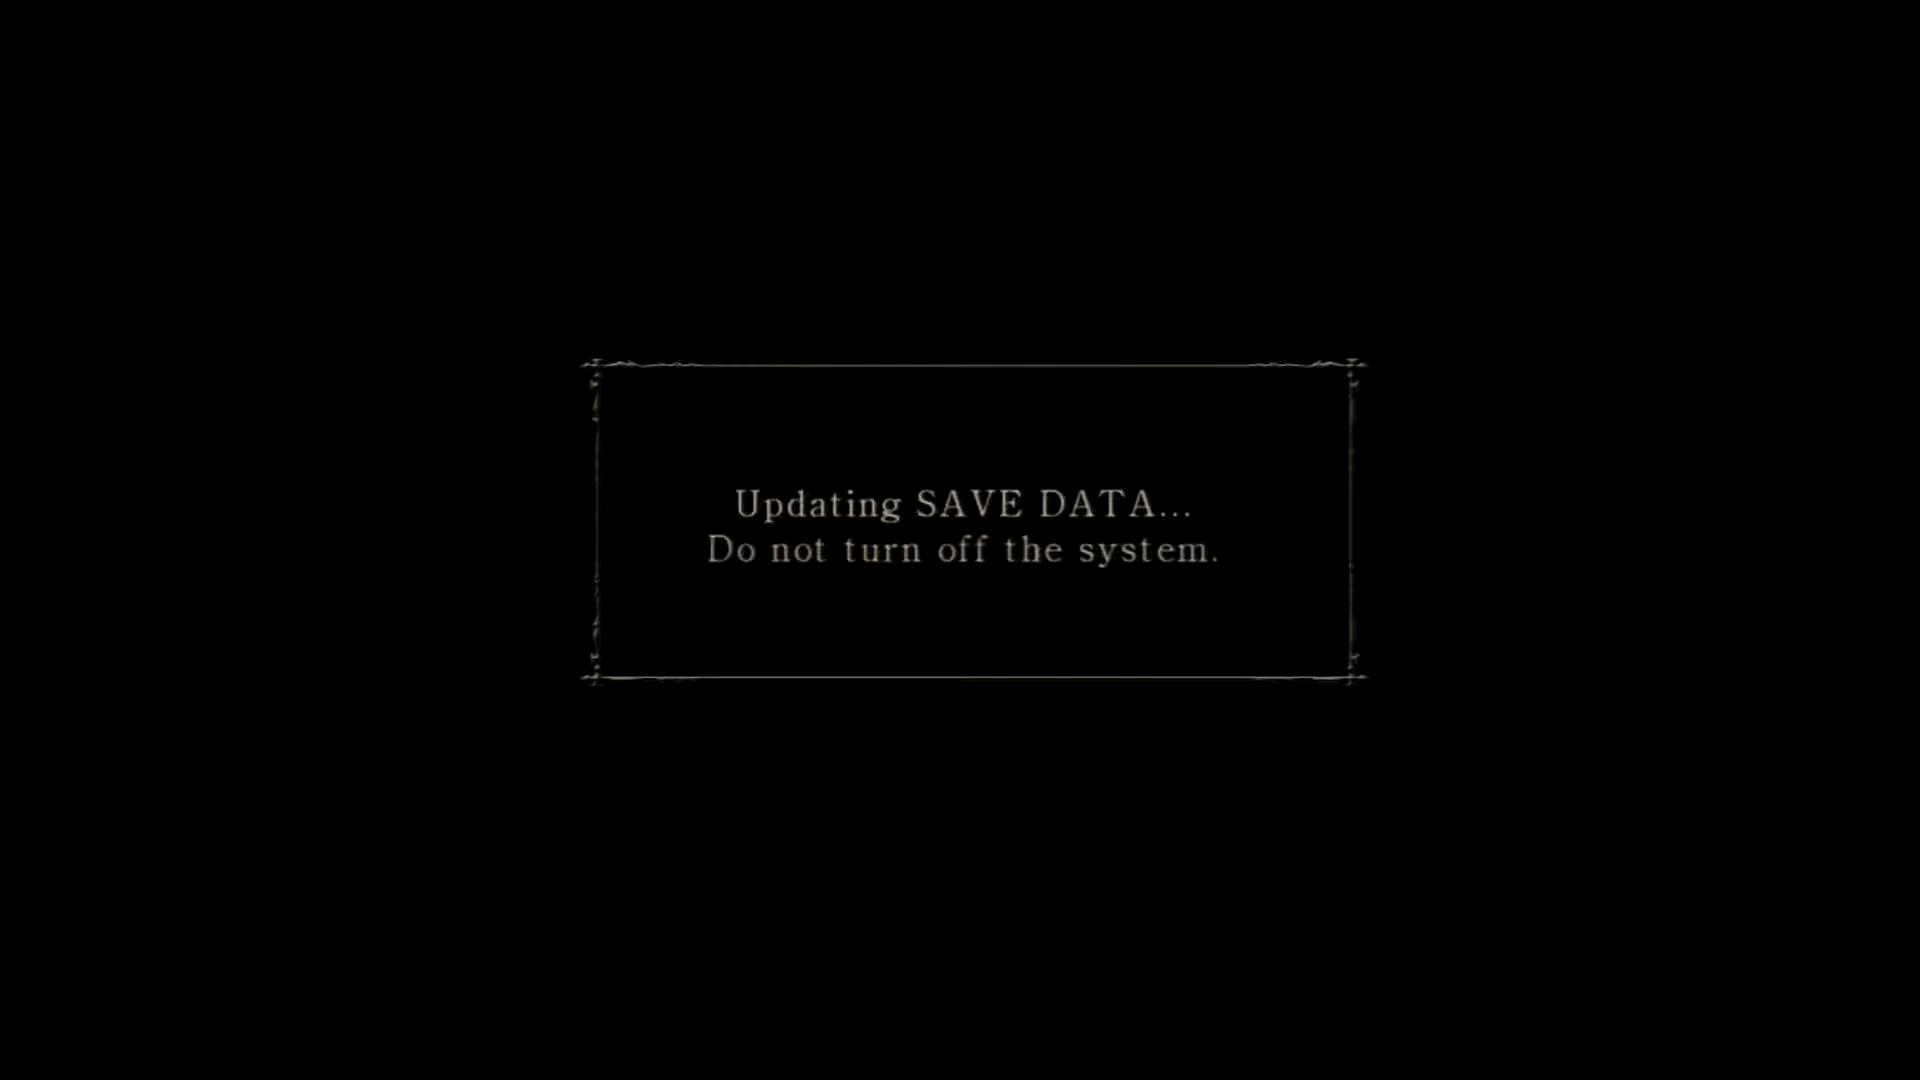 Updating SAVE DATA...
Do not turn off the system.